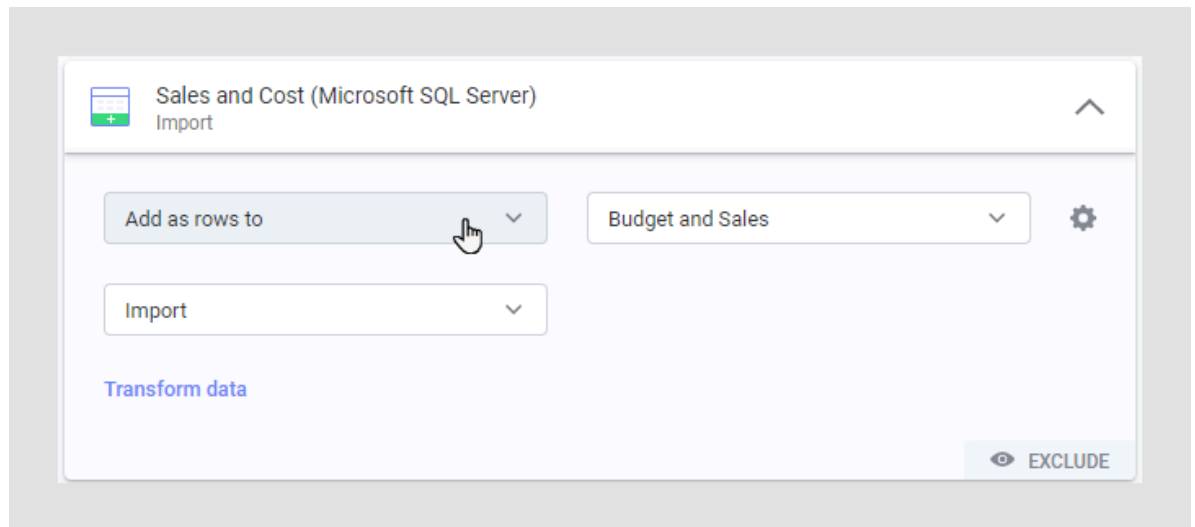 Sales and Cost (Microsoft SQL Server)
Import
Add as rows to
Budget and Sales
Import
Transform data
EXCLUDE